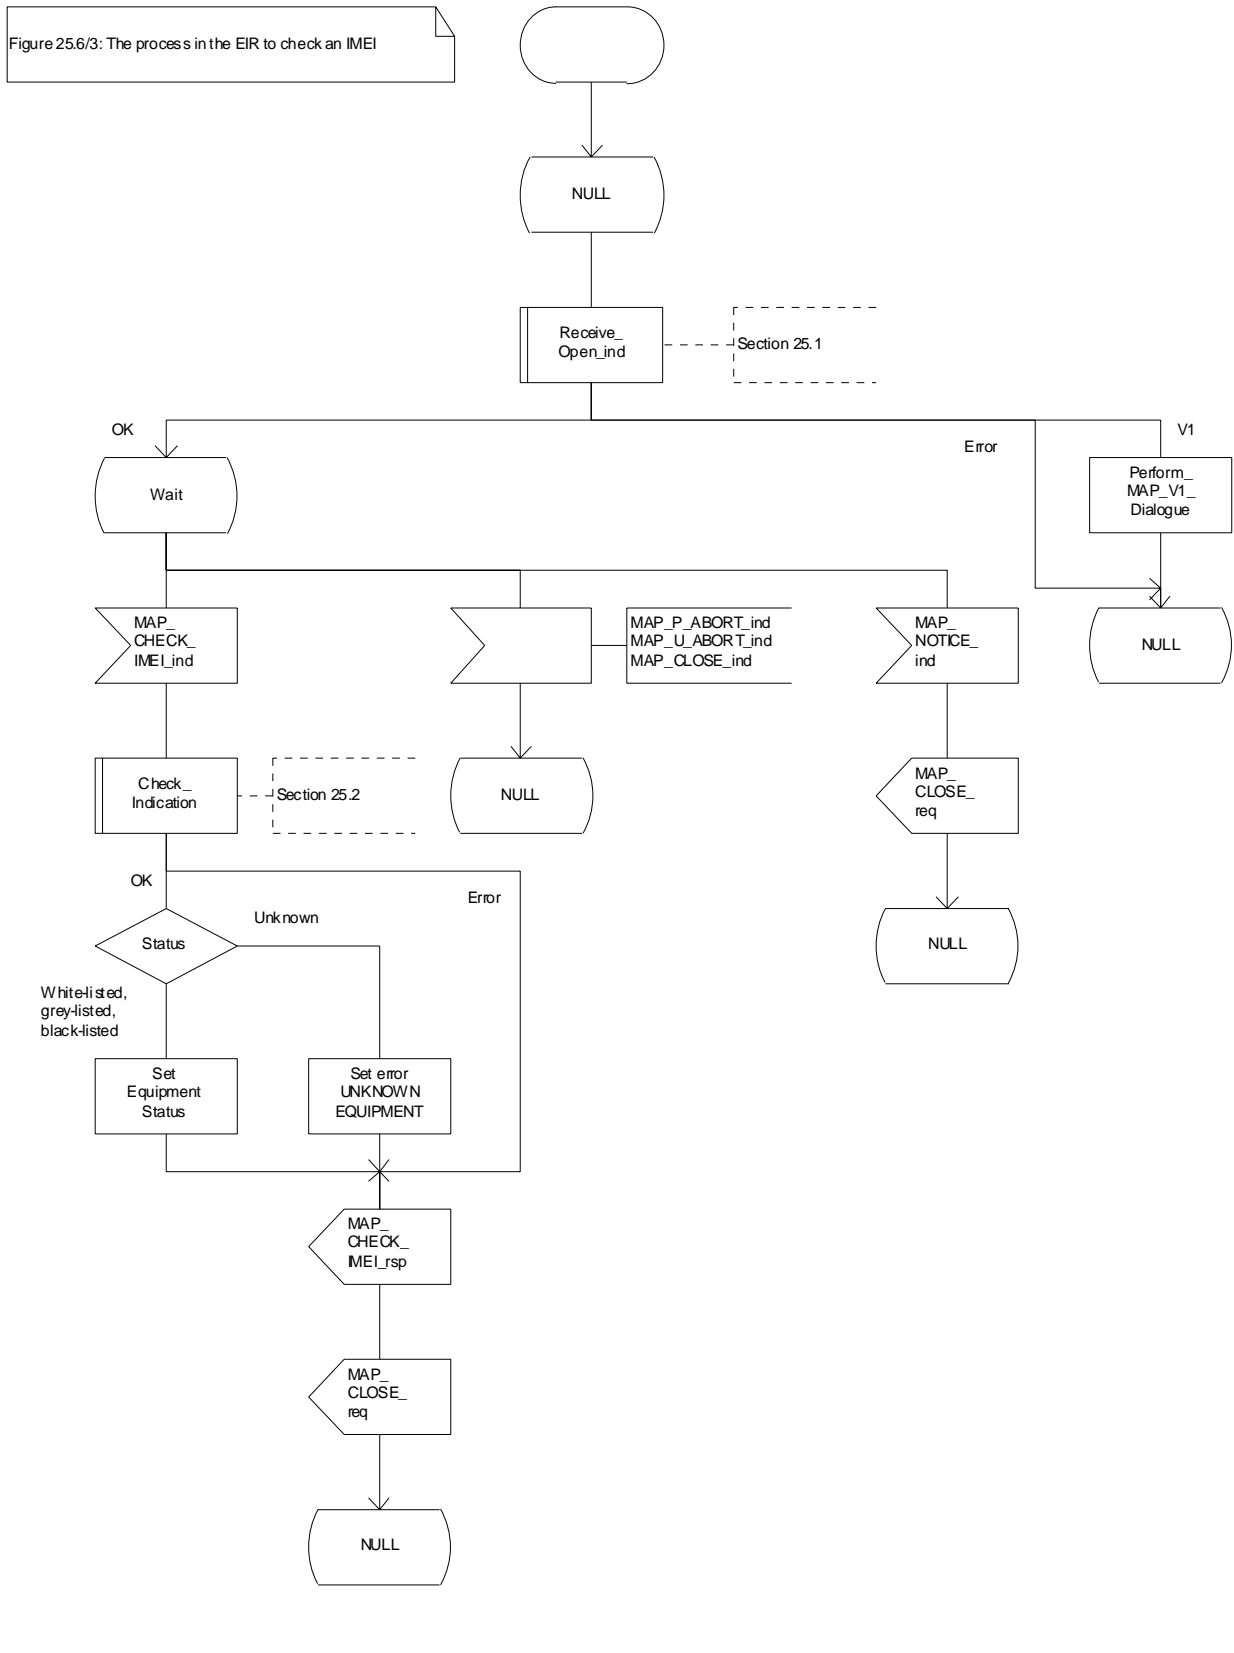 Figure 25.6/3: The process in the EIR to check an IMEI
NULL
Receive_
Open_ind
Section 25.1
OK
Error
V1
Wait
Perform_
MAP_V1_
Dialogue
MAP_
CHECK_
IMEI_ind
MAP_P_ABORT_ind
MAP_U_ABORT_ind
MAP_CLOSE_ind
MAP_
NOTICE_
ind
NULL
Check_
Indication
Section 25.2
NULL
MAP_
CLOSE_
req
OK
Error
Unknown
Status
NULL
White-listed,
grey-listed,
black-listed
Set
Equipment
Status
Set error
UNKNOWN
EQUIPMENT
MAP_
CHECK_
IMEI_rsp
MAP_
CLOSE_
req
NULL